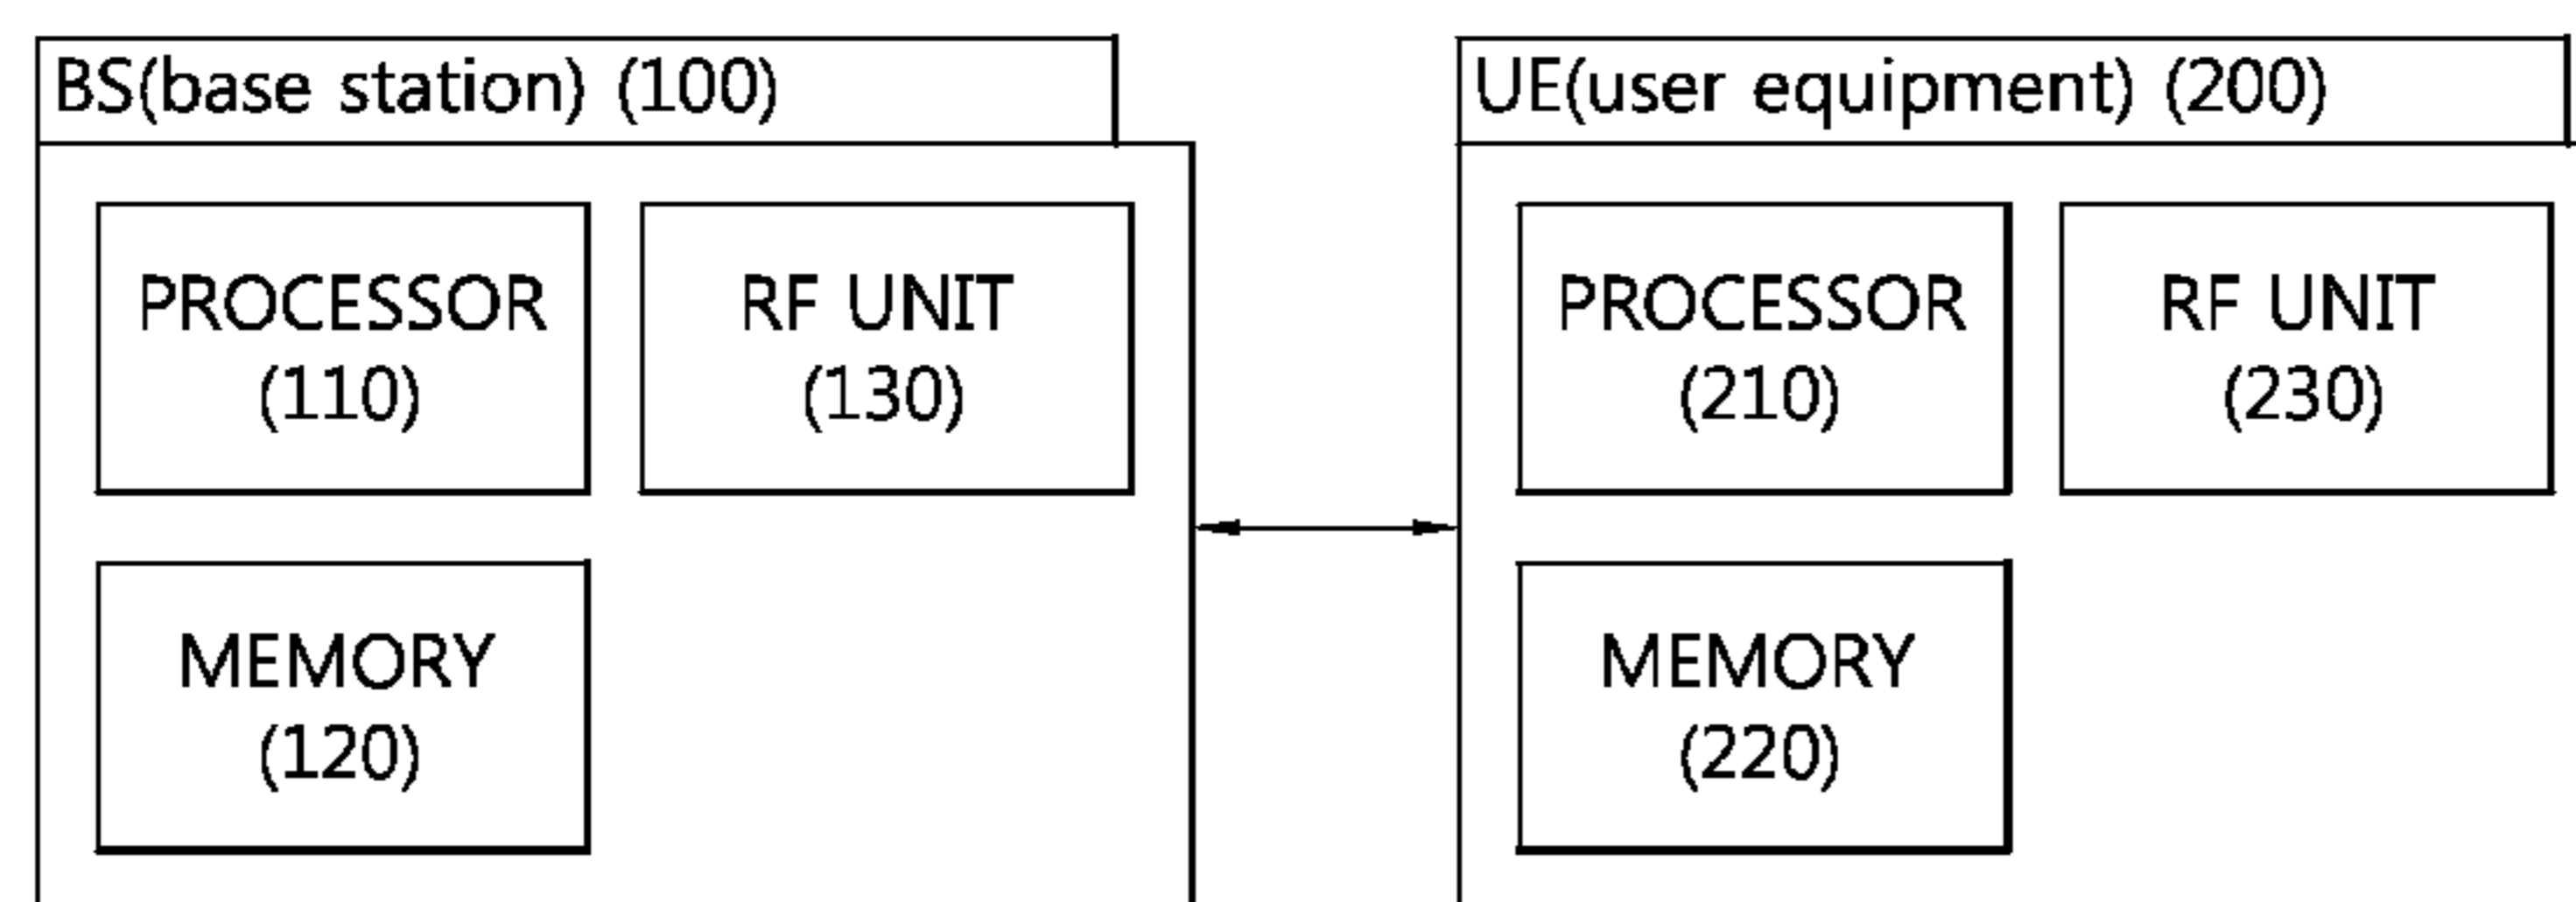 BS(base station) (100)
PROCESSOR
(110)
RF UNIT
(130)
MEMORY
(120)
UE(user equipment) (200)
PROCESSOR
(210)
RF UNIT
(230)
MEMORY
(220)